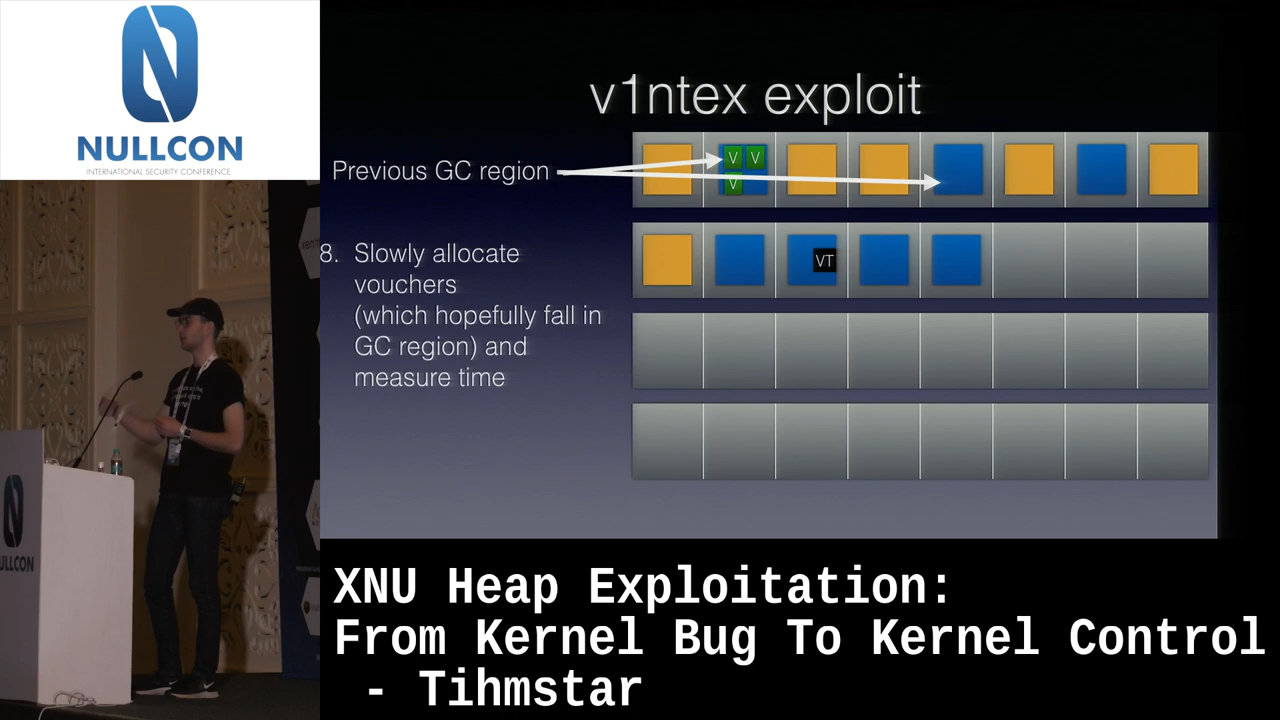 NULLCON
INTERNATIONAL SECURITY CONFERENCE
v1ntex exploit
Previous GC region
V V
V
8. Slowly allocate
vouchers
(which hopefully fall in
GC region) and
measure time
VT
NULLCON
XNU Heap Exploitation:
From Kernel Bug To Kernel Control
- Tihmstar